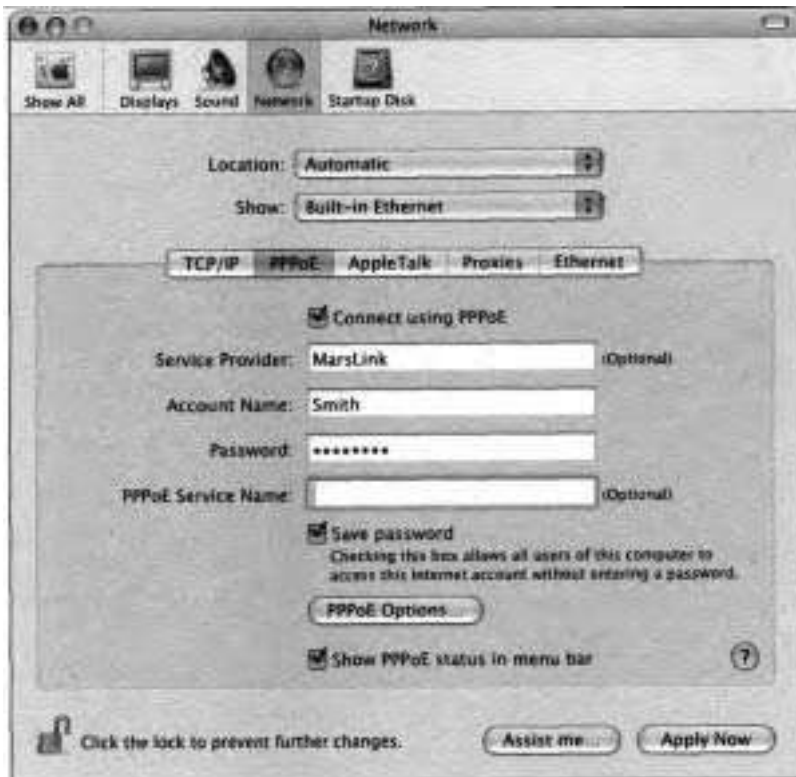 Network
Show All Displays Sound Network Startup Disk
Location: Automatic
Show: Built-in Ethernet
TCP/IP PPPoE AppleTalk Proxies Ethernet
Connect using PPPoE
Service Provider: MarsLink (Optional)
Account Name: Smith
Password: ••••••••
PPPoE Service Name: (Optional)
Save password
Checking this box allows all users of this computer to
access this Internet account without entering a password.
PPPoE Options...
Show PPPoE status in menu bar
?
Click the lock to prevent further changes.
Assist me... Apply Now